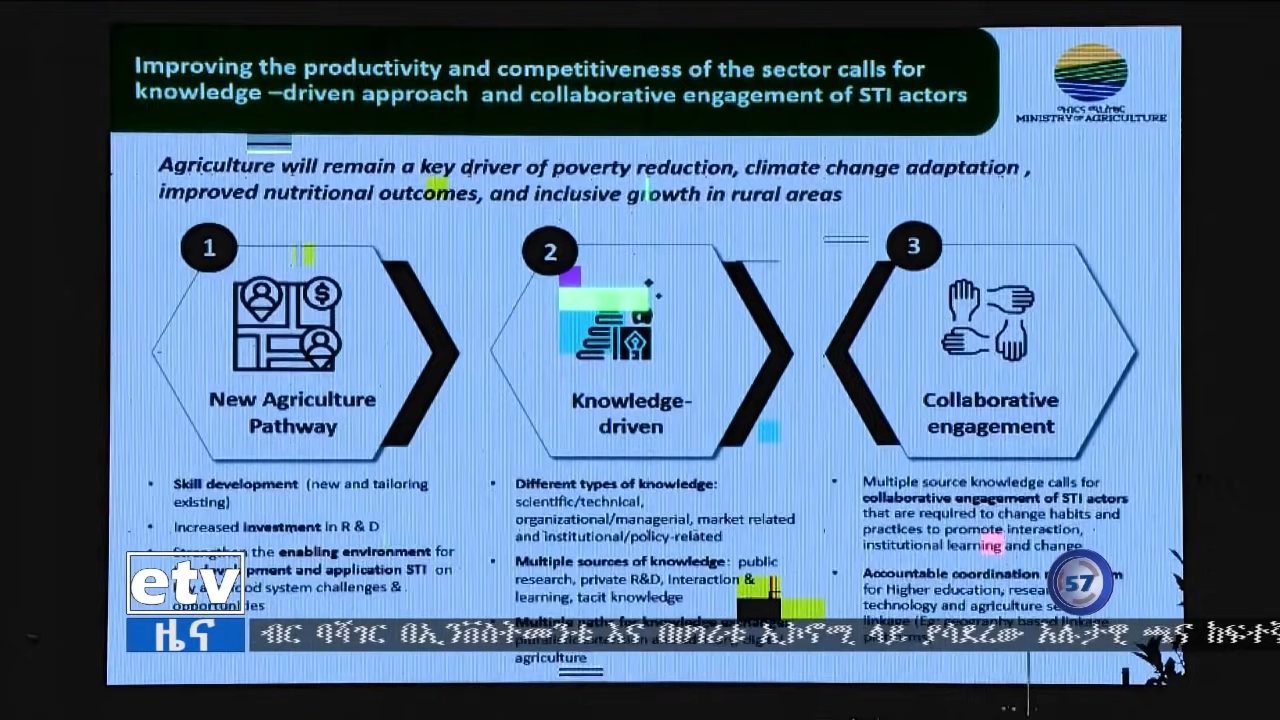 Improving the productivity and competitiveness of the sector calls for
knowledge –driven approach and collaborative engagement of STI actors
MINISTRY OF AGRICULTURE
Agriculture will remain a key driver of poverty reduction, climate change adaptation ,
improved nutritional outcomes, and inclusive growth in rural areas
1
New Agriculture
Pathway
• Skill development (new and tailoring
existing)
• Increased investment in R & D
Strengthen the enabling environment for
development and application STI on
food system challenges &
opportunities
2
Knowledge-
driven
• Different types of knowledge:
scientific/technical,
organizational/managerial, market related
and institutional/policy-related
• Multiple sources of knowledge: public
research, private R&D, interaction &
learning, tacit knowledge
agriculture
3
Collaborative
engagement
• Multiple source knowledge calls for
collaborative engagement of STI actors
that are required to change habits and
practices to promote interaction,
institutional learning and change
• Accountable coordination
for Higher education,
technology and agriculture
etv
57
ዜና